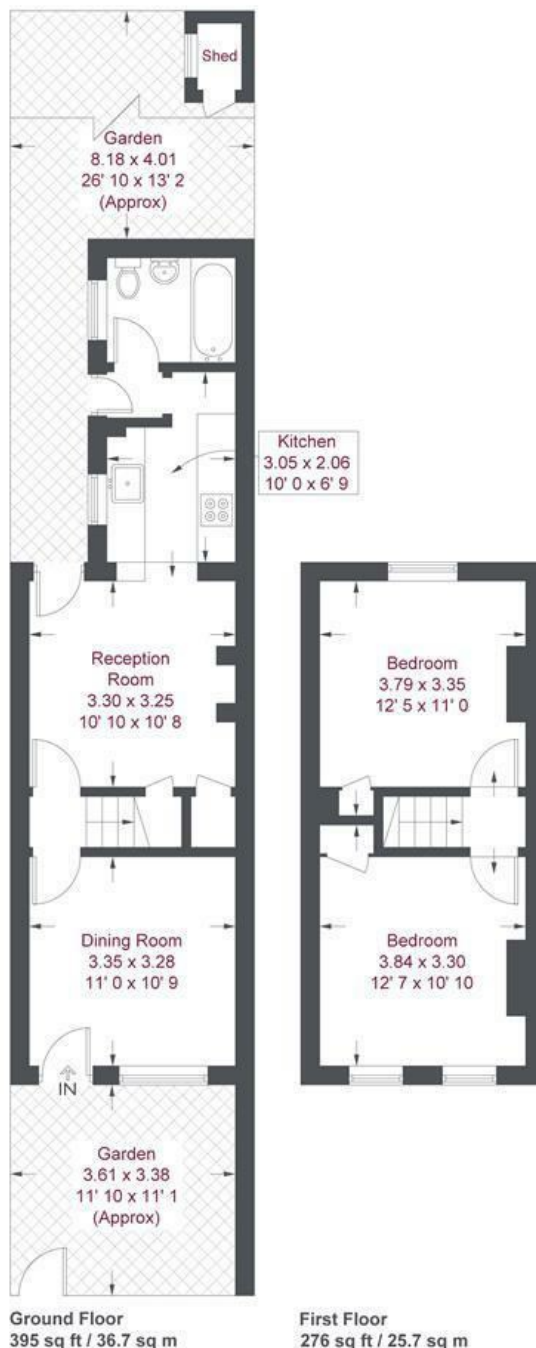 Shed
Garden
8.18 x 4.01
26' 10 x 13' 2
(Approx)
Kitchen
3.05 x 2.06
10' 0 x 6' 9
Reception
Room
3.30 x 3.25
10' 10 x 10' 8
Bedroom
3.79 x 3.35
12' 5 x 11' 0
Dining Room
3.35 x 3.28
11' 0 x 10' 9
Bedroom
3.84 x 3.30
12' 7 x 10' 10
IN
Garden
3.61 x 3.38
11' 10 x 11' 1
(Approx)
Ground Floor
395 sq ft / 36.7 sq m
First Floor
276 sq ft / 25.7 sq m